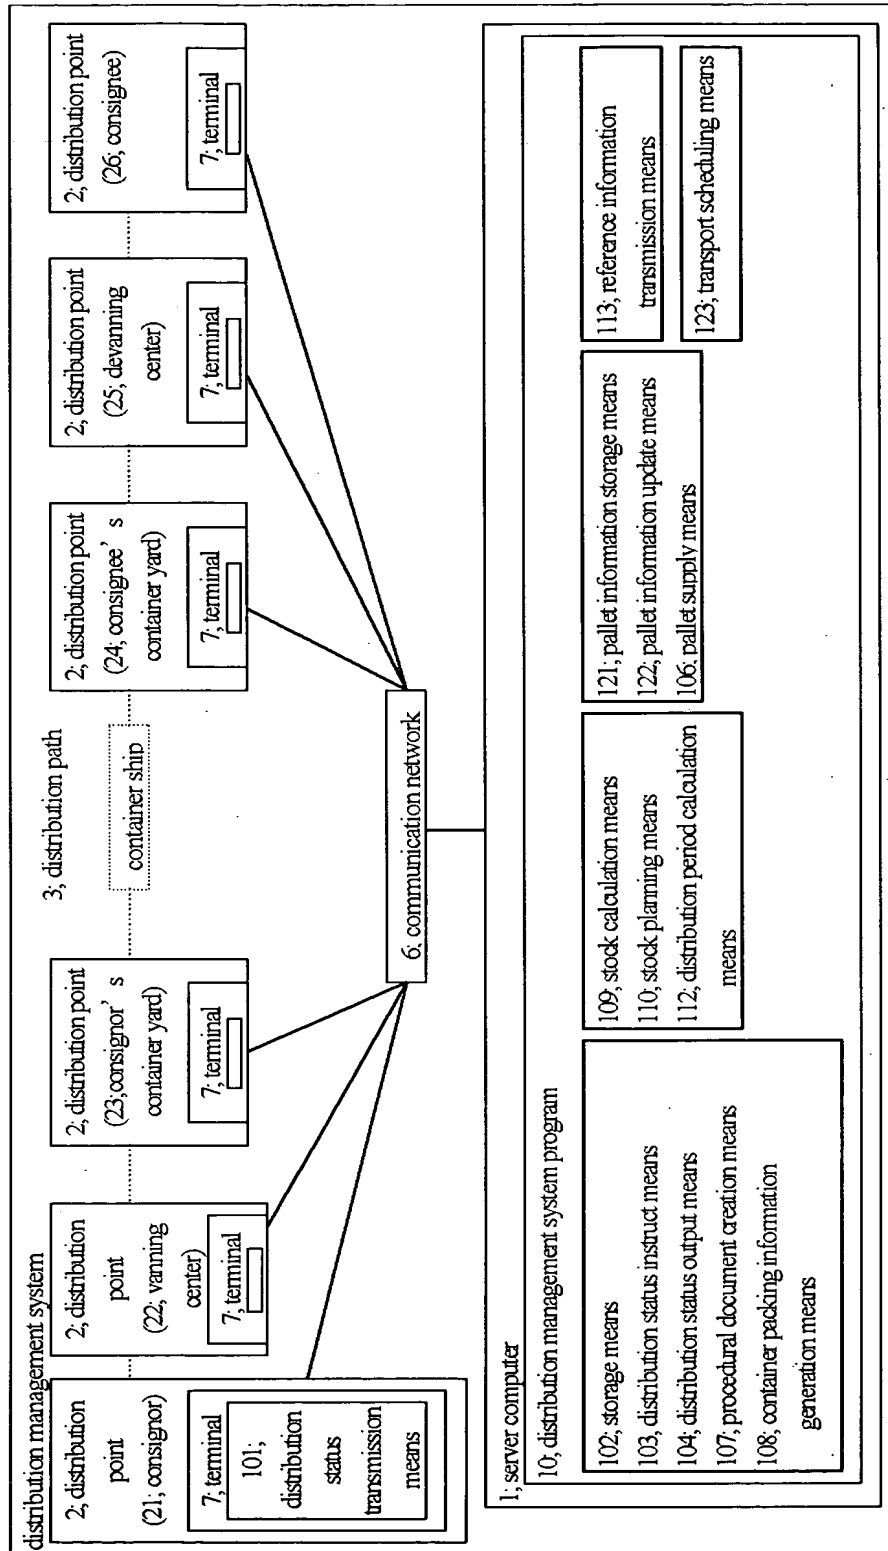 distribution management system
2; distribution
point
(21; consignor)
7; terminal
101;
distribution
status
transmission
means
2; distribution
point
(22; vanning
center)
7; terminal
2; distribution point
(23;consignor's
container yard)
7; terminal
3; distribution path
container ship
2; distribution point
(24; consignee's
container yard)
7; terminal
2; distribution point
(25; devanning
center)
7; terminal
2; distribution point
(26; consignee)
7; terminal
6; communication network
1; server computer
10; distribution management system program
102; storage means
103, distribution status instruct means
104; distribution status output means
107; procedural document creation means
108; container packing information
generation means
109; stock calculation means
110; stock planning means
112; distribution period calculation
means
121; pallet information storage means
122; pallet information update means
106; pallet supply means
113; reference information
transmission means
123; transport scheduling means